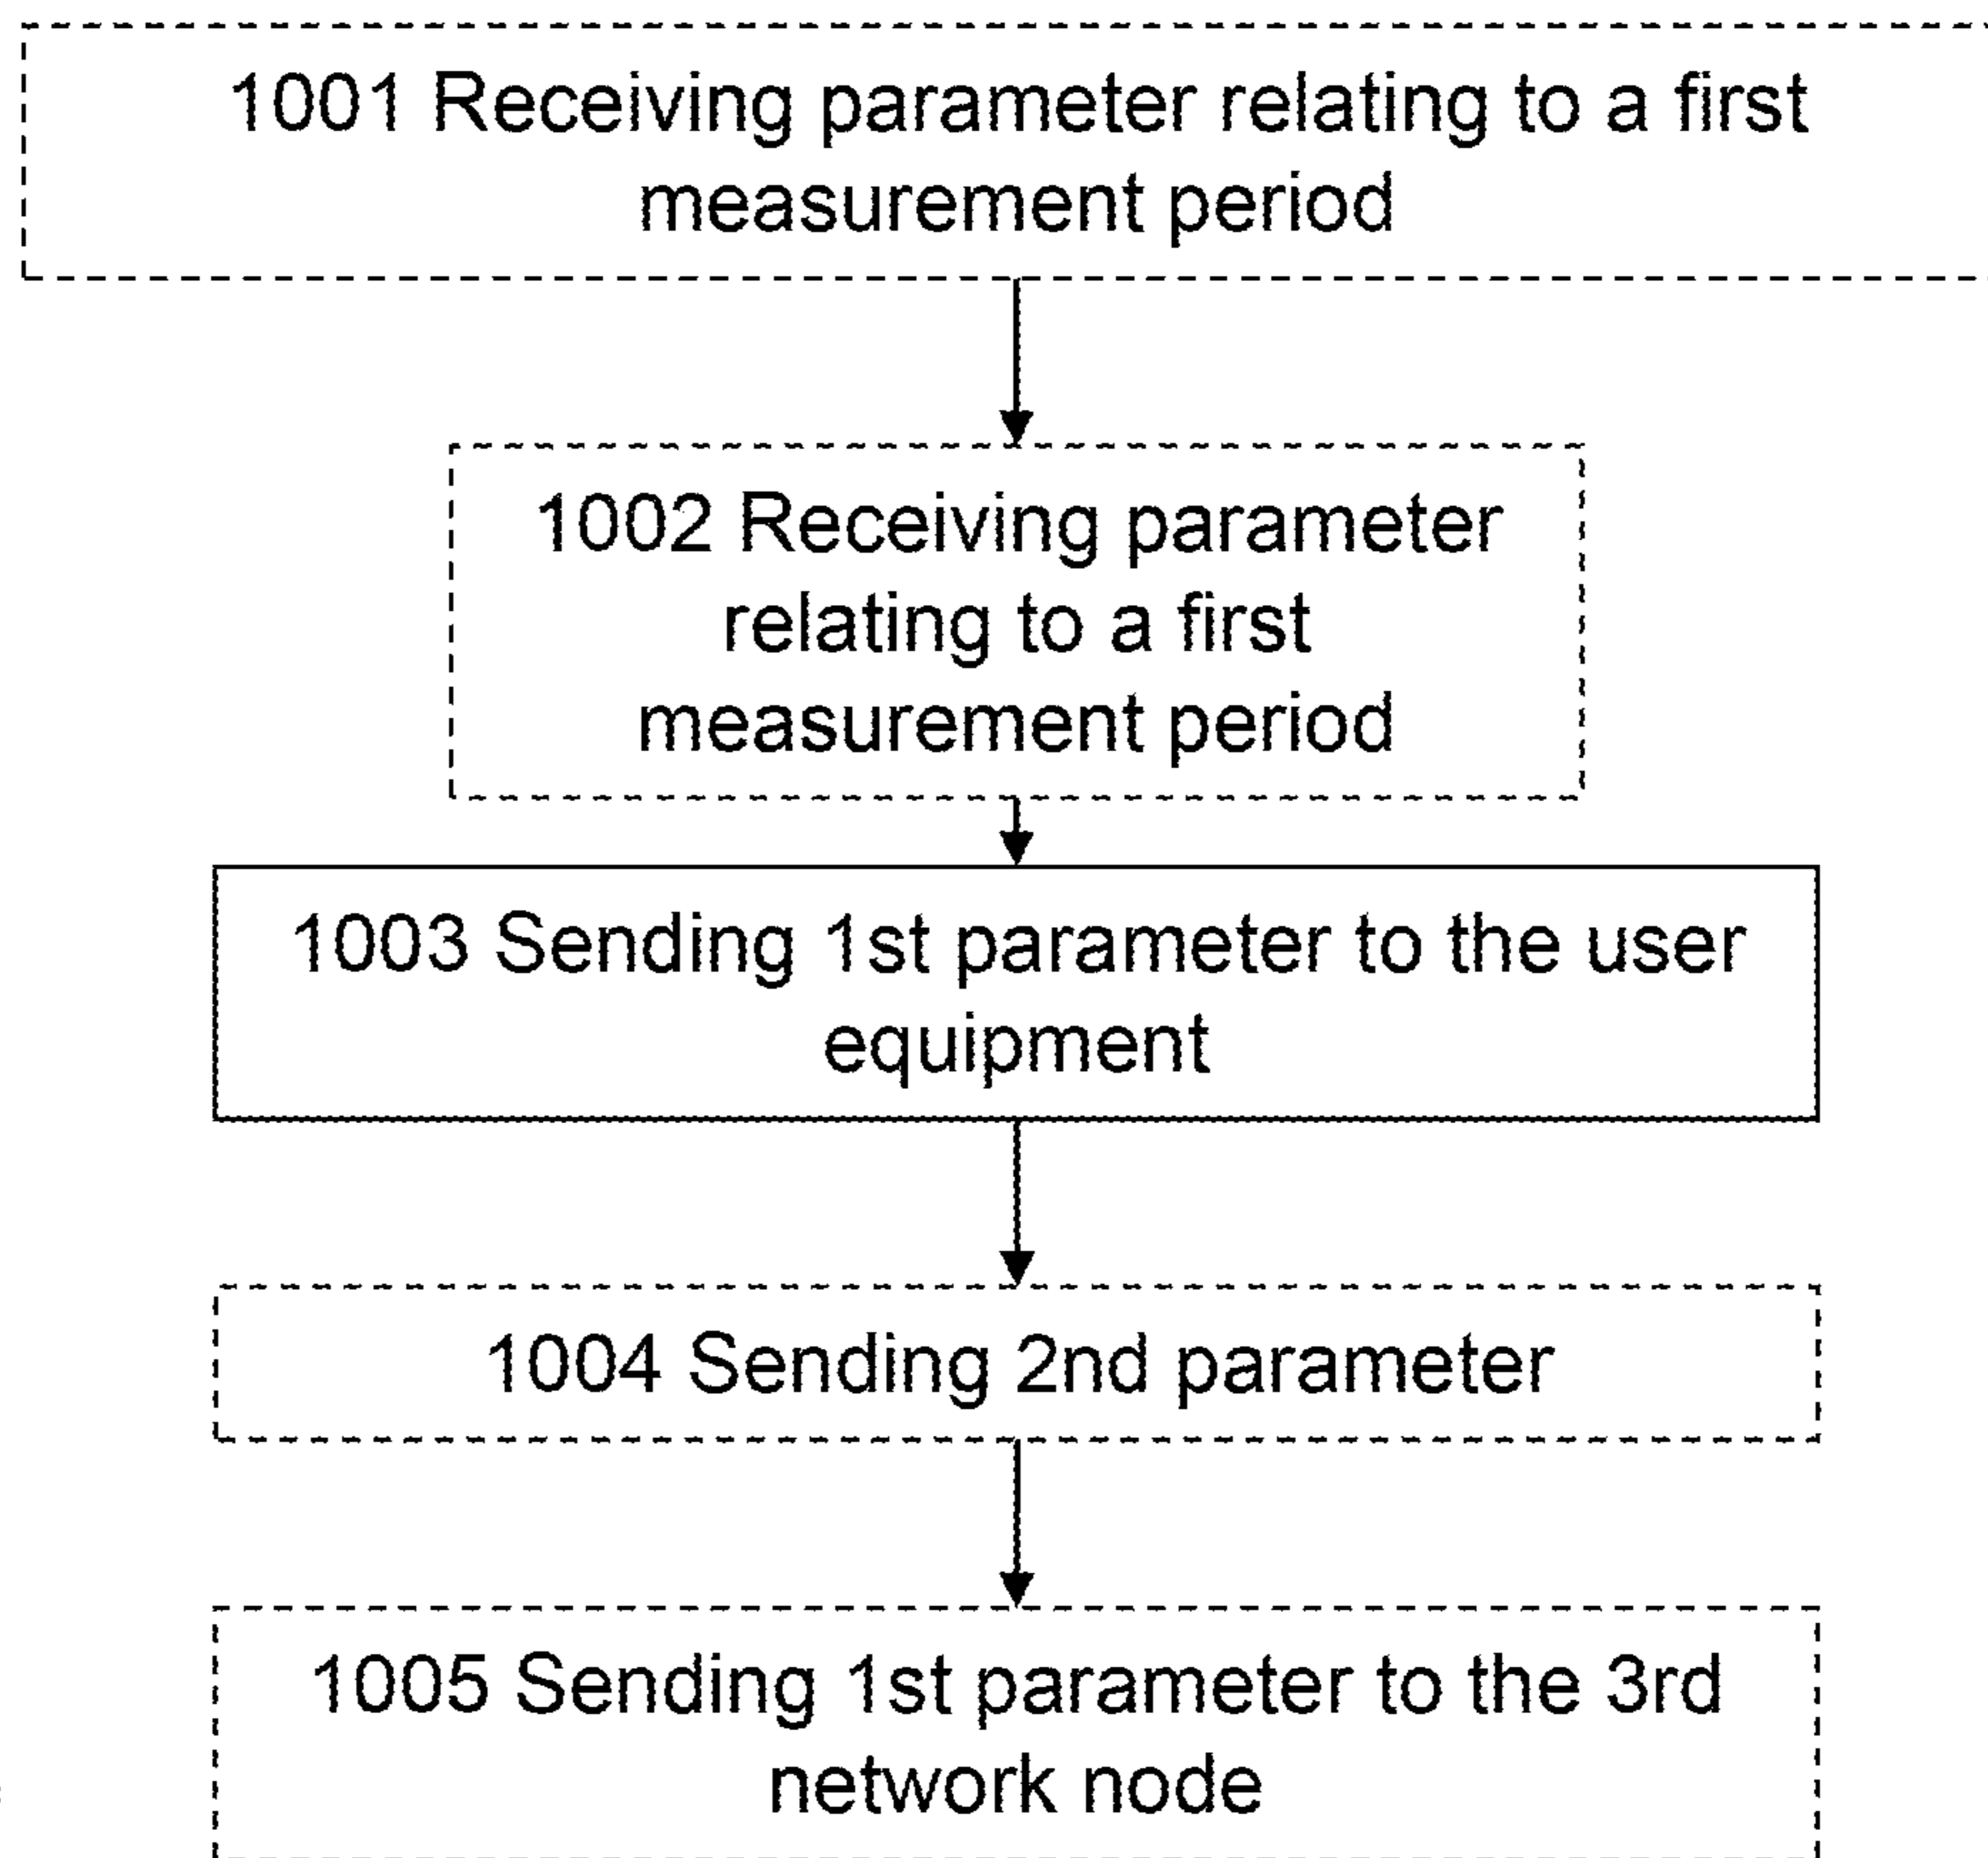 1001 Receiving parameter relating to a first
measurement period
1002 Receiving parameter
relating to a first
measurement period
1003 Sending 1st parameter to the user
equipment
1004 Sending 2nd parameter
1005 Sending 1st parameter to the 3rd
network node